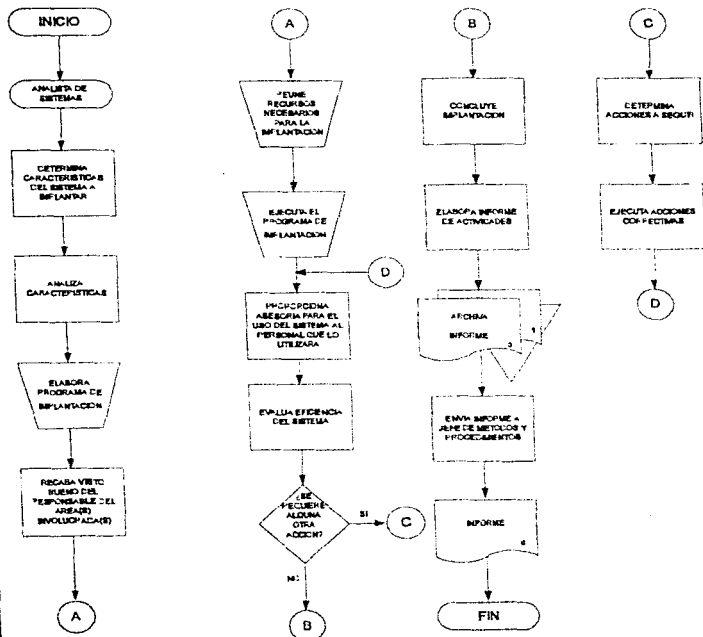 INICIO
ANALISTA DE
SISTEMAS
DETERMINA
CARACTERISTICAS
DEL SISTEMA A
IMPLANTAR
ANALIZA
CARACTERISTICAS
ELABORA
PROGRAMA DE
IMPLANTACION
RECABA VISTO
BUENO DEL
RESPONSABLE DEL
AREA(S)
INVOLUCRADA(S)
A
A
REUNE
RECURSOS
NECESARIOS
PARA LA
IMPLANTACION
EJECUTA EL
PROGRAMA DE
IMPLANTACION
D
PROPORCIONA
ASESORIA PARA EL
USO DEL SISTEMA AL
PERSONAL QUE LO
UTILIZARA
EVALUA EFICIENCIA
DEL SISTEMA
¿SE
REQUIERE
ALGUNA
OTRA
ACCION?
SI
C
NO
B
B
CONCLUYE
IMPLANTACION
ELABORA INFORME
DE ACTIVIDADES
ARCHIVA
INFORME
ENVIA INFORME A
JEFE DE METODOS Y
PROCEDIMIENTOS
INFORME
FIN
C
DETERMINA
ACCIONES A SEGUIR
EJECUTA ACCIONES
CORRECTIVAS
D